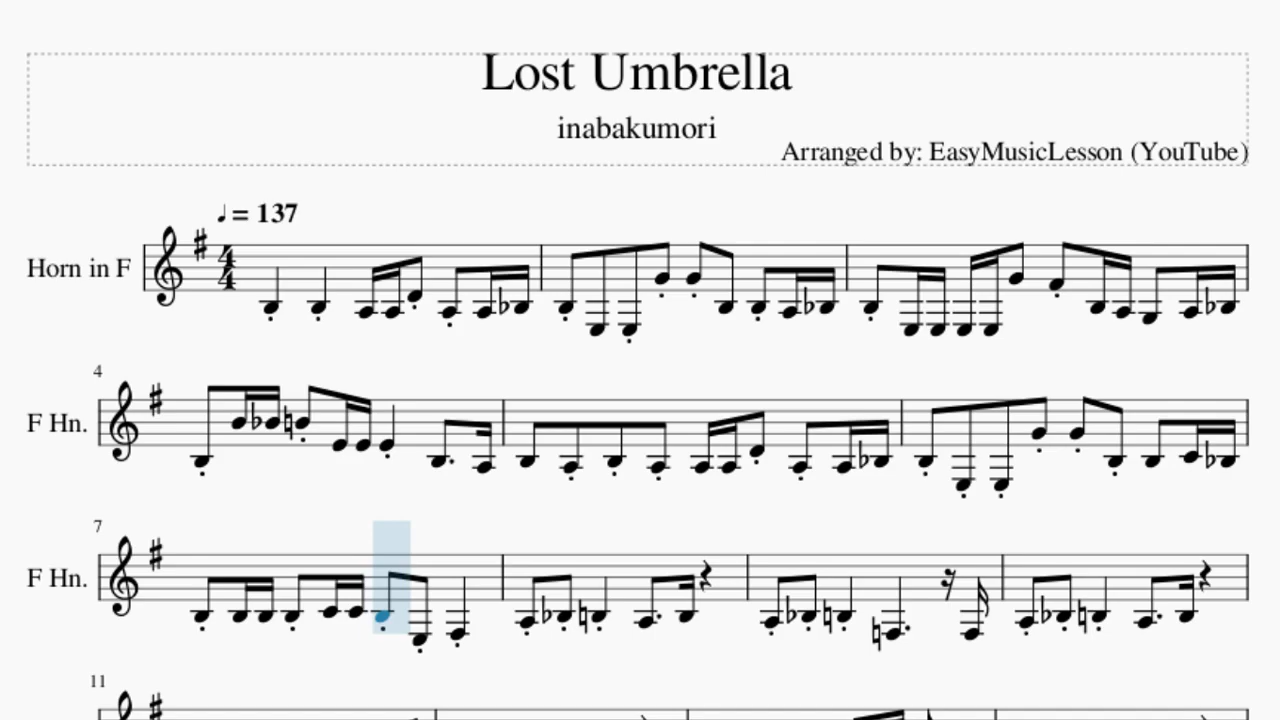 Lost Umbrella
inabakumori
Arranged by: EasyMusicLesson (YouTube)
♩ = 137
Horn in F
4
F Hn.
7
F Hn.
11